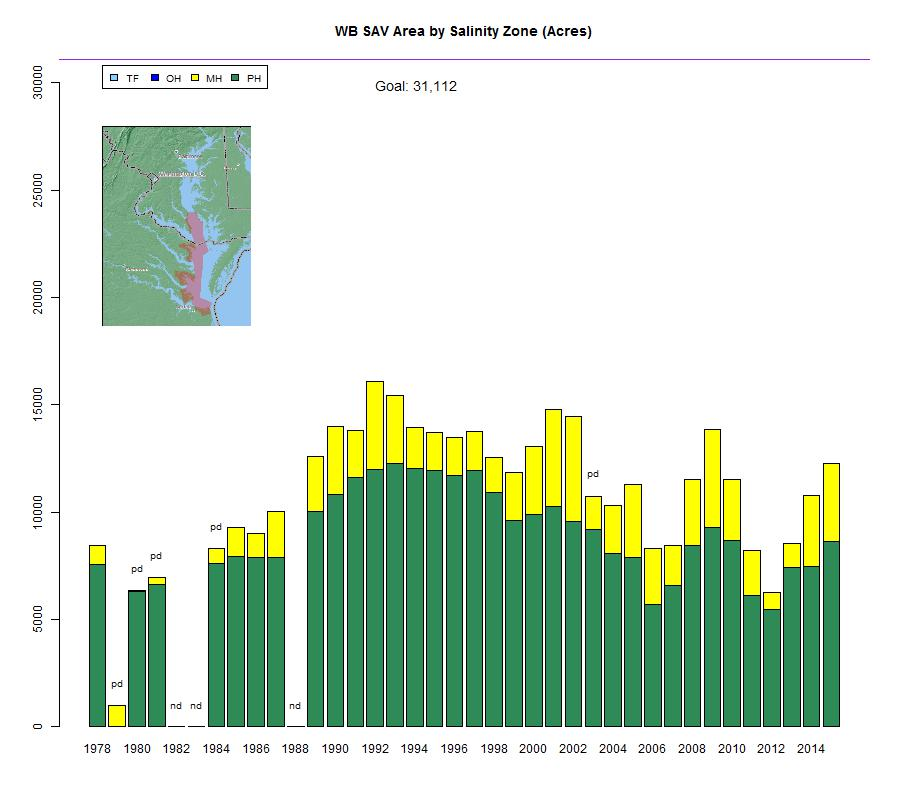 WB SAV Area by Salinity Zone (Acres)
TF OH MH PH
Goal: 31,112
30000
25000
20000
15000
10000
5000
0
pd
pd
pd
nd
nd
pd
nd
pd
1978 1980 1982 1984 1986 1988 1990 1992 1994 1996 1998 2000 2002 2004 2006 2008 2010 2012 2014